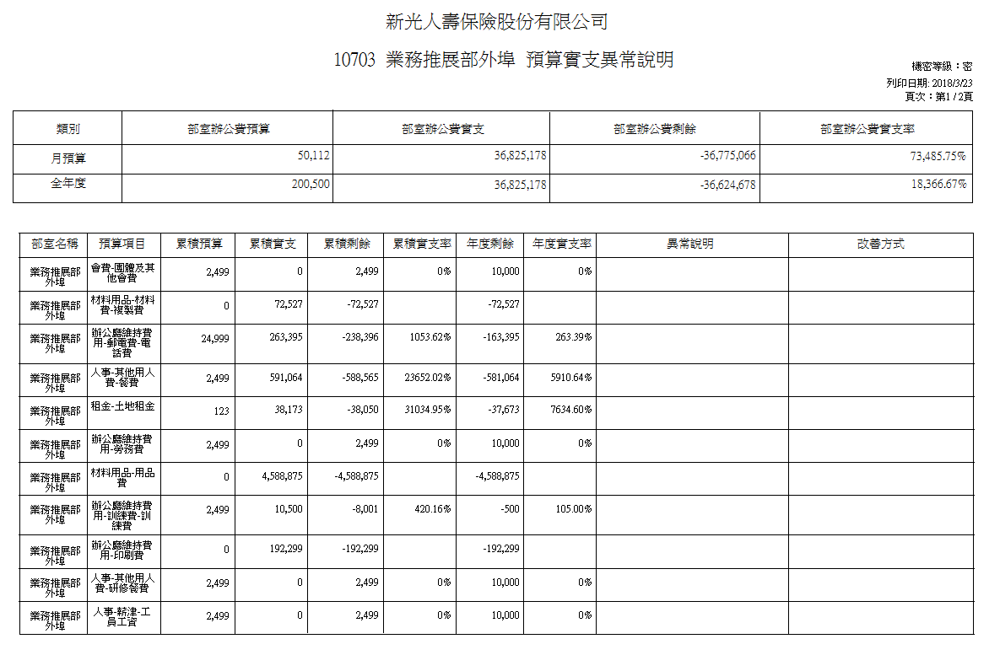 新光人壽保險股份有限公司
10703 業務推展部外埠 預算實支異常說明
機密等級：密
列印日期: 2018/3/23
頁次：第1 / 2頁
類別 部室辦公費預算 部室辦公費實支 部室辦公費剩餘 部室辦公費實支率
月預算 50,112 36,825,178 -36,775,066 73,485.75%
全年度 200,500 36,825,178 -36,624,678 18,366.67%
部室名稱 預算項目 累積預算 累積實支 累積剩餘 累積實支率 年度剩餘 年度實支率 異常說明 改善方式
業務推展部 會費-團體及其
外埠 他會費 2,499 0 2,499 0% 10,000 0%
業務推展部 材料用品-材料
外埠 費-複製費 0 72,527 -72,527 -72,527
業務推展部 辦公廳維持費
外埠 用-郵電費-電 24,999 263,395 -238,396 1053.62% -163,395 263.39%
話費
業務推展部 人事-其他用人
外埠 費-餐費 2,499 591,064 -588,565 23652.02% -581,064 5910.64%
業務推展部 租金-土地租金
外埠 123 38,173 -38,050 31034.95% -37,673 7634.60%
業務推展部 辦公廳維持費
外埠 用-勞務費 2,499 0 2,499 0% 10,000 0%
業務推展部 材料用品-用品
外埠 費 0 4,588,875 -4,588,875 -4,588,875
業務推展部 辦公廳維持費
外埠 用-訓練費-訓 2,499 10,500 -8,001 420.16% -500 105.00%
練費
業務推展部 辦公廳維持費
外埠 用-印刷費 0 192,299 -192,299 -192,299
業務推展部 人事-其他用人
外埠 費-研修餐費 2,499 0 2,499 0% 10,000 0%
業務推展部 人事-薪津-工
外埠 員工資 2,499 0 2,499 0% 10,000 0%